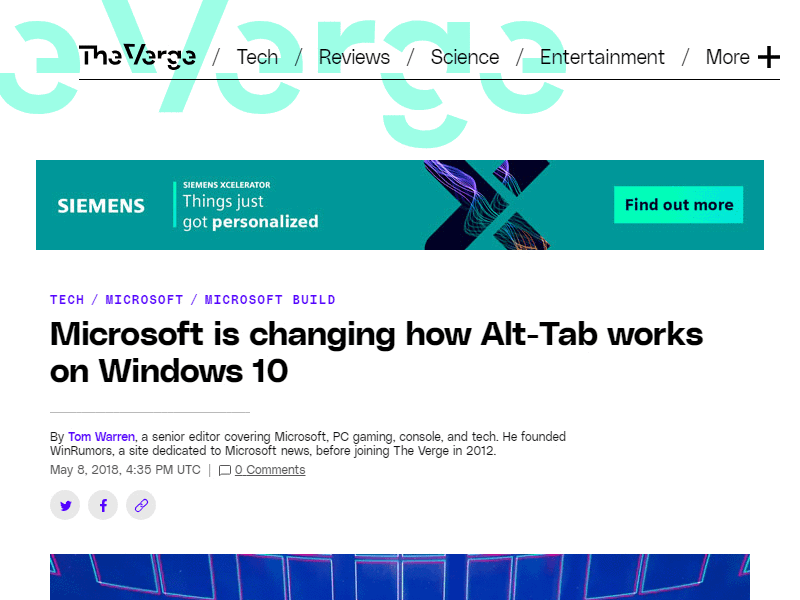 eVerge
The Verge / Tech / Reviews / Science / Entertainment / More +
SIEMENS
SIEMENS XCELERATOR
Things just
got personalized
Find out more
TECH / MICROSOFT / MICROSOFT BUILD
Microsoft is changing how Alt-Tab works
on Windows 10
By Tom Warren, a senior editor covering Microsoft, PC gaming, console, and tech. He founded
WinRumors, a site dedicated to Microsoft news, before joining The Verge in 2012.
May 8, 2018, 4:35 PM UTC | 0 Comments